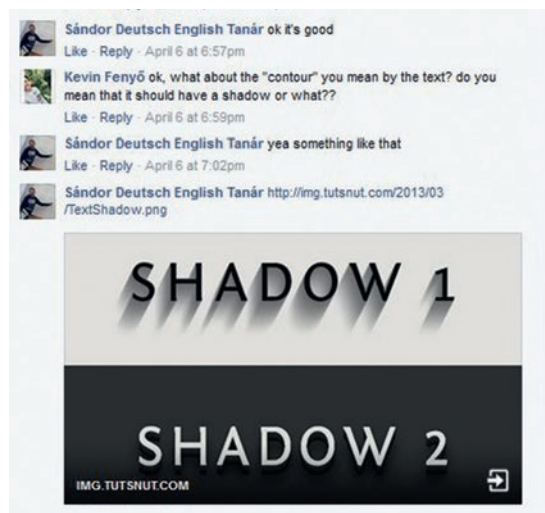 Sándor Deutsch English Tanár ok it's good
Like · Reply · April 6 at 6:57pm
Kevin Fenyő ok, what about the "contour" you mean by the text? do you
mean that it should have a shadow or what??
Like · Reply · April 6 at 6:59pm
Sándor Deutsch English Tanár yea something like that
Like · Reply · April 6 at 7:02pm
Sándor Deutsch English Tanár http://img.tutsnut.com/2013/03
/TextShadow.png
SHADOW 1
SHADOW 2
IMG.TUTSNUT.COM